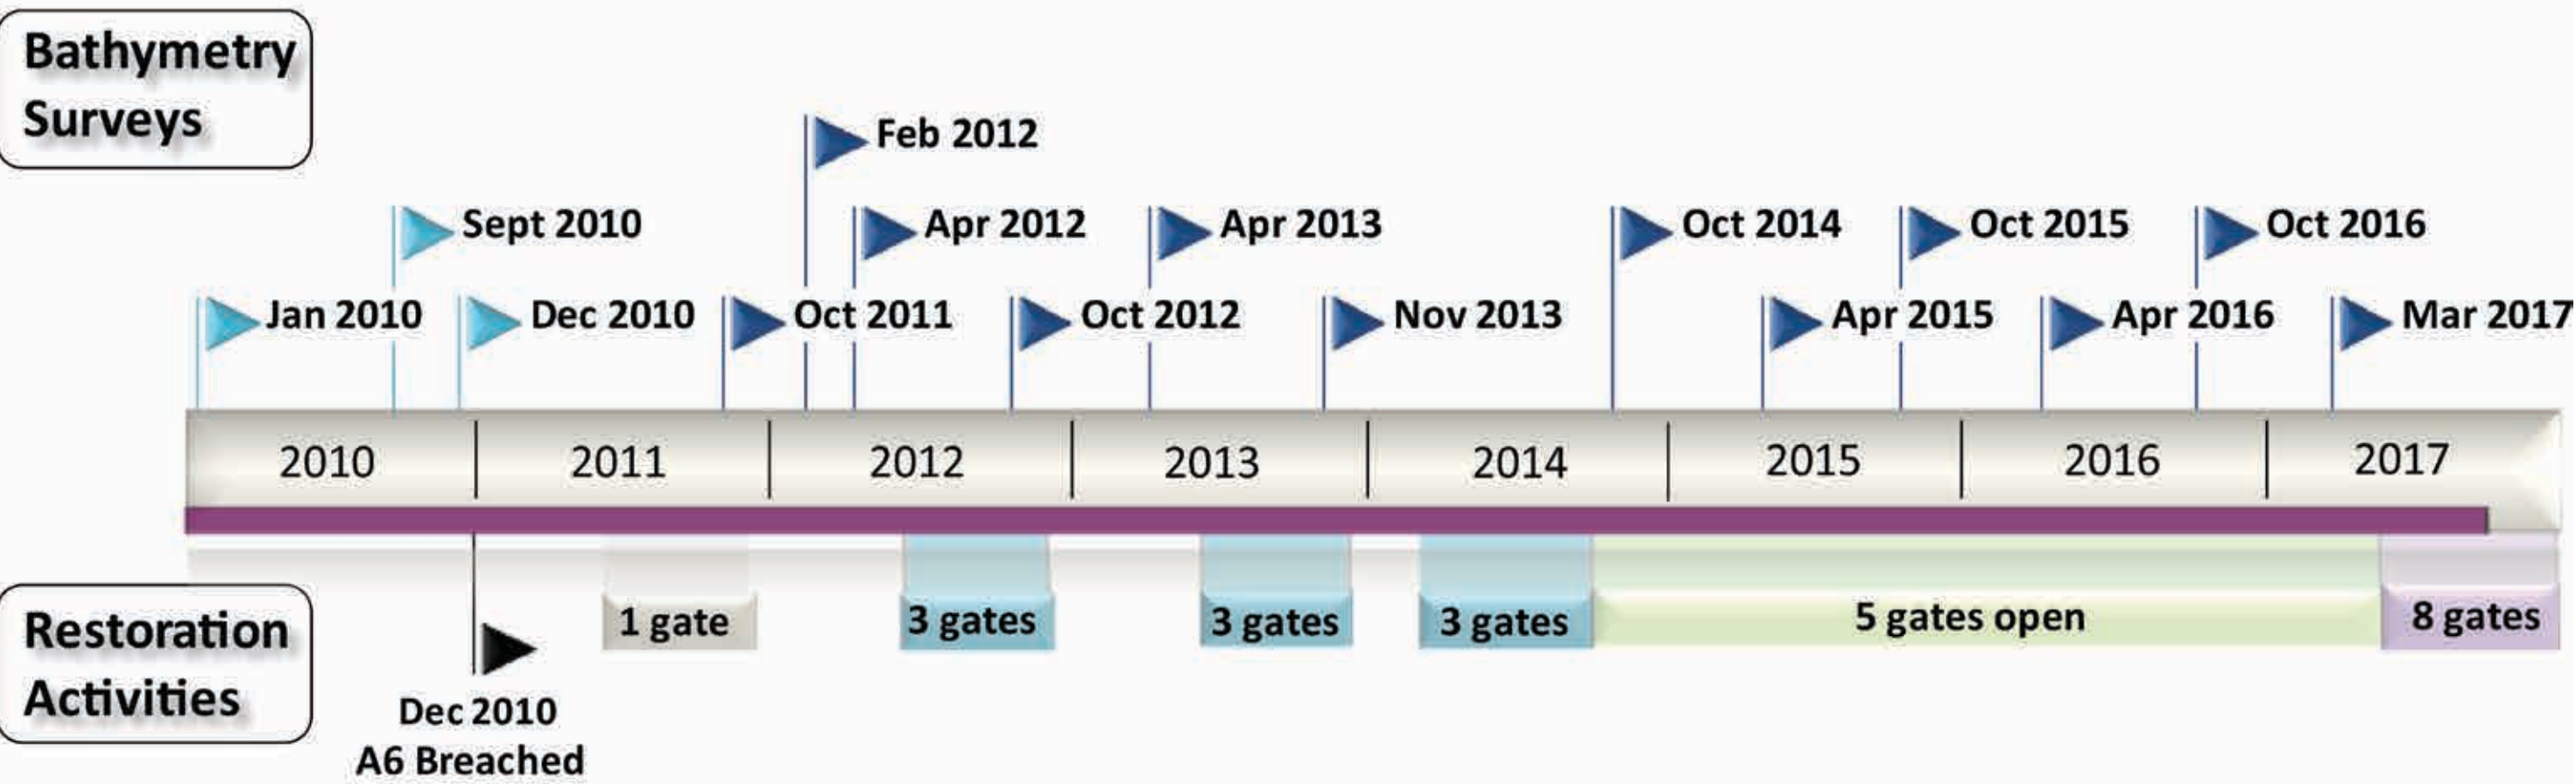 Bathymetry
Surveys
Feb 2012
Sept 2010
Apr 2012
Apr 2013
Oct 2014
Oct 2015
Oct 2016
Jan 2010
Dec 2010
Oct 2011
Oct 2012
Nov 2013
Apr 2015
Apr 2016
Mar 2017
2010
2011
2012
2013
2014
2015
2016
2017
Restoration
Activities
1 gate
3 gates
3 gates
3 gates
5 gates open
8 gates
Dec 2010
A6 Breached